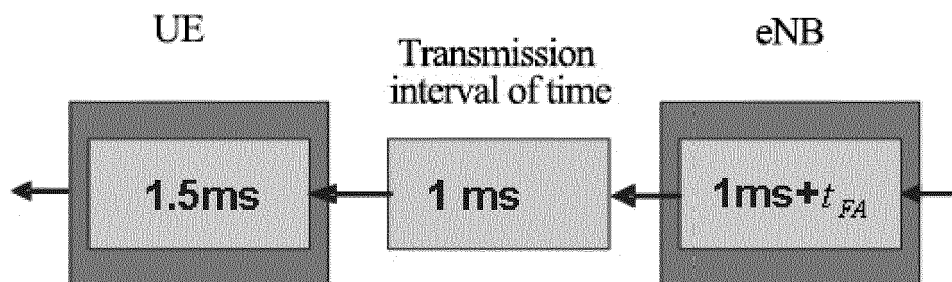 UE
eNB
Transmission
interval of time
1.5ms
1 ms
1ms+t_FA